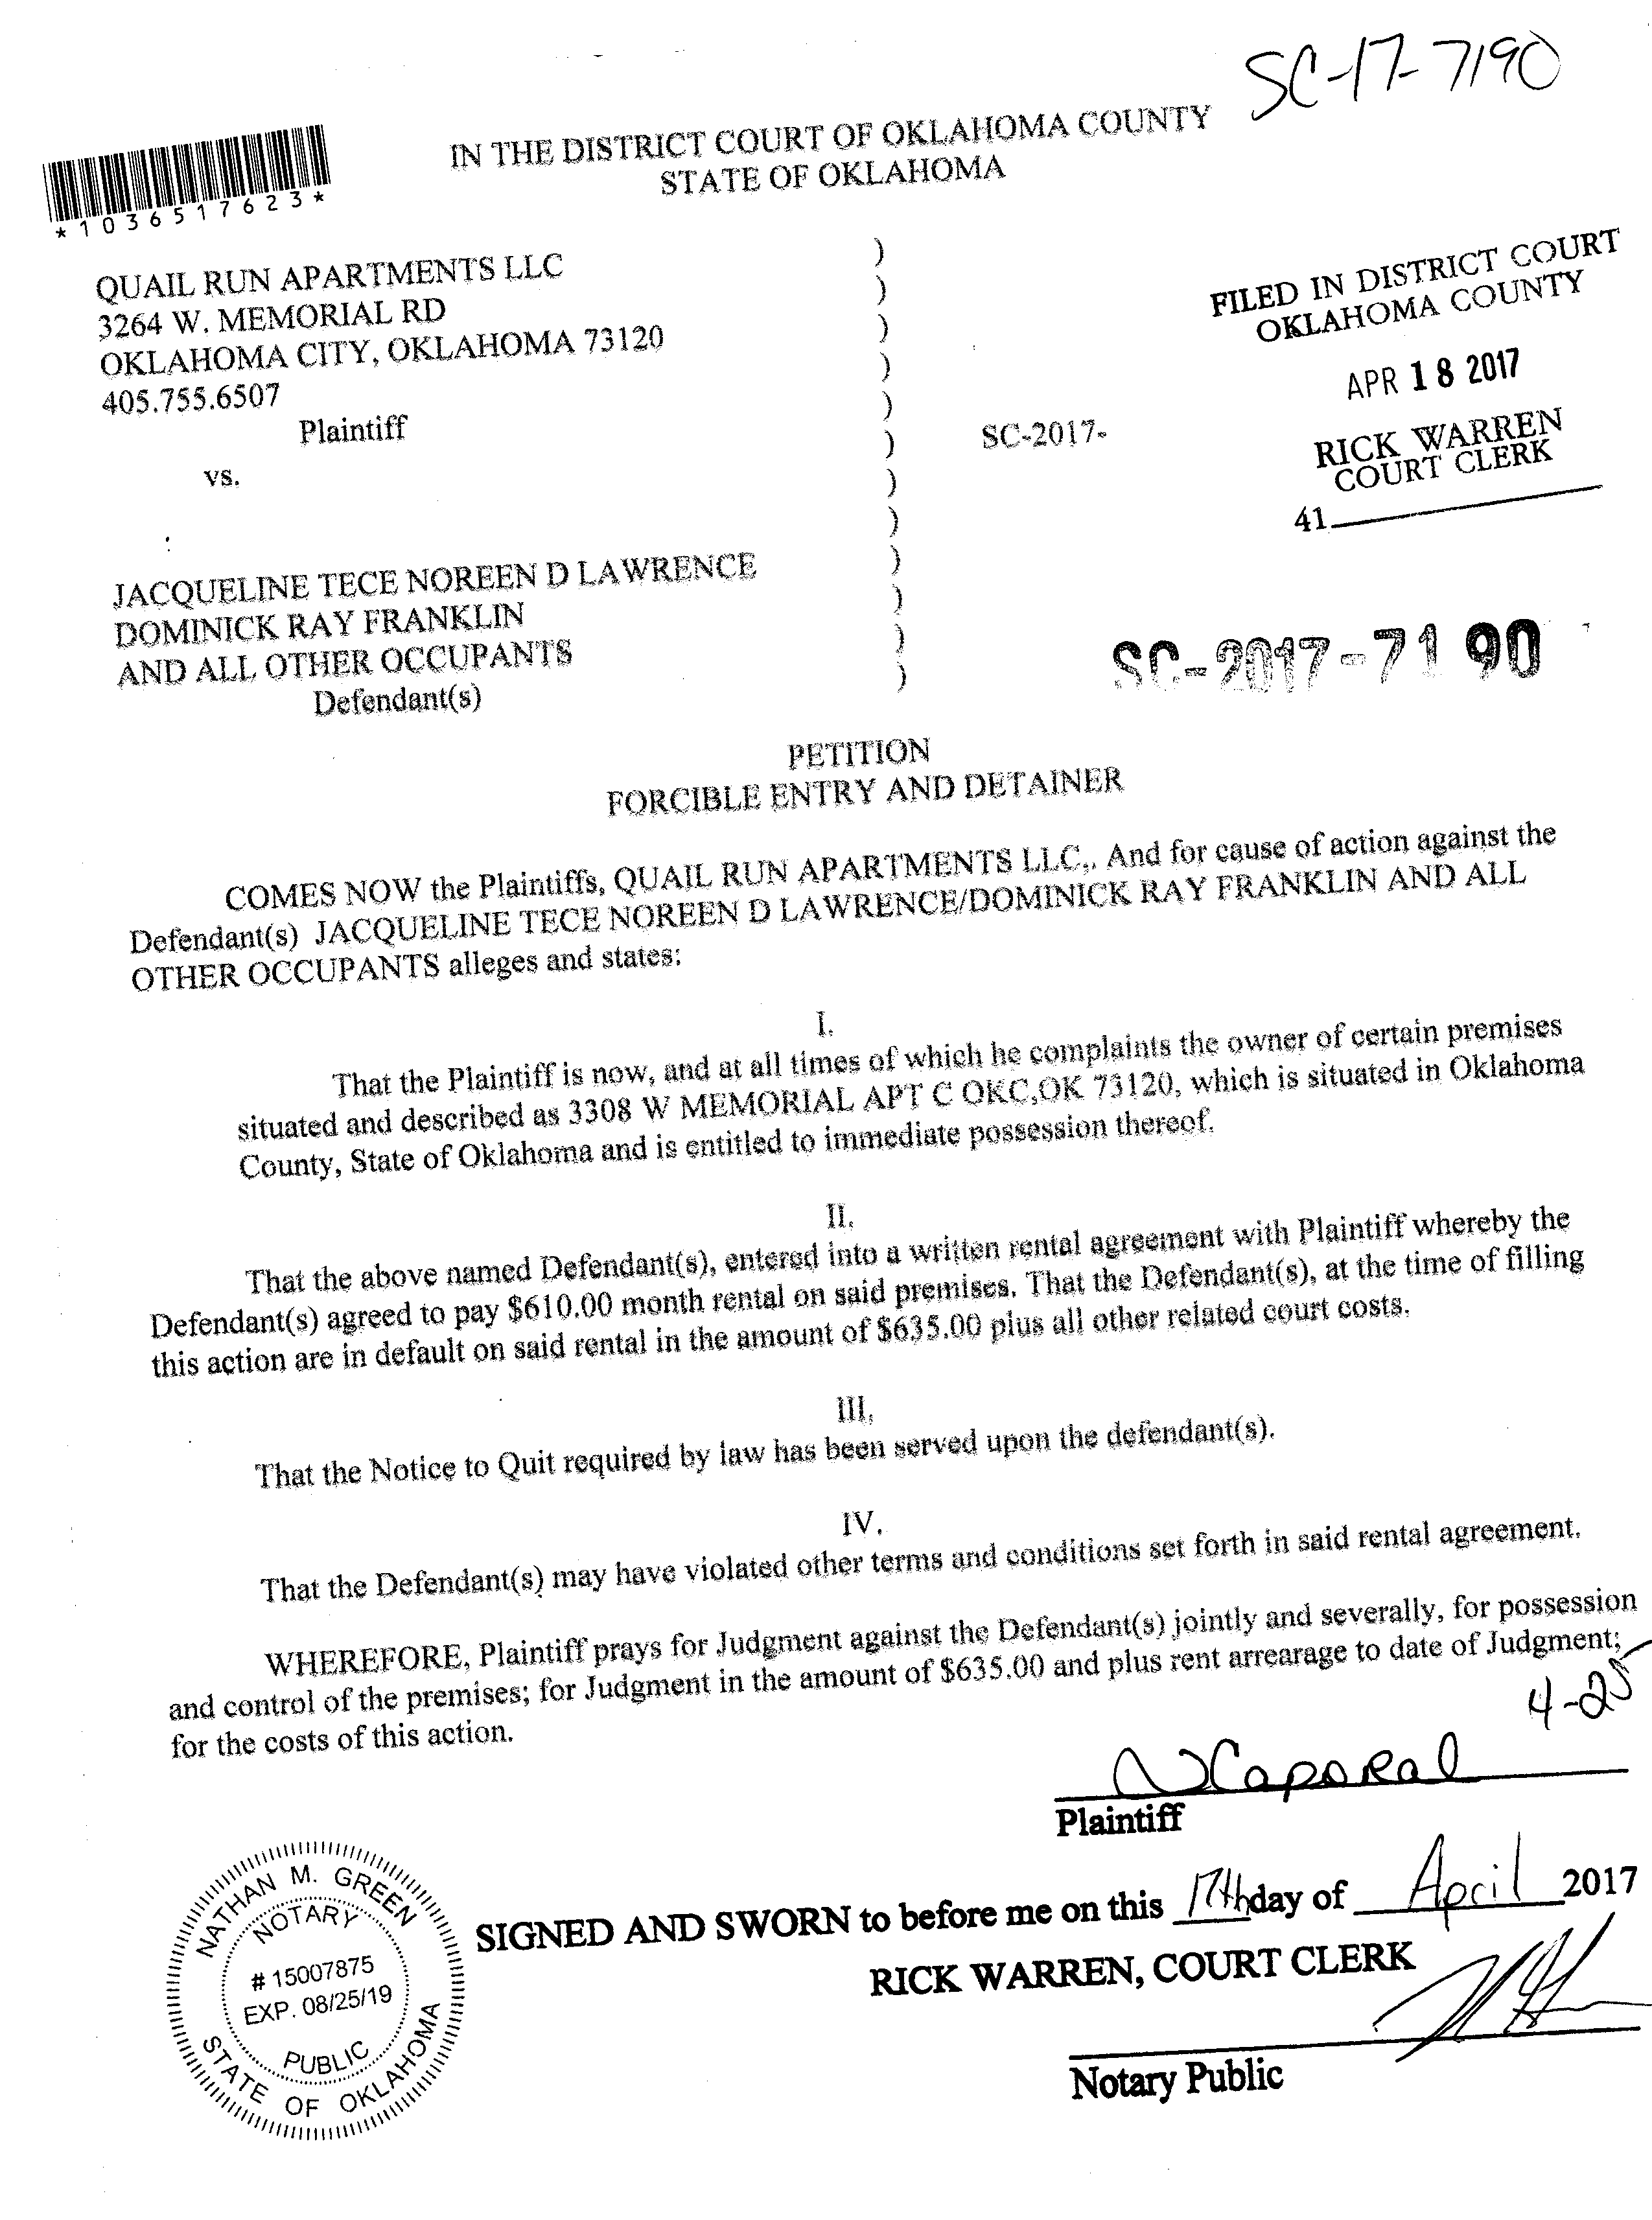 SC-17-7190
IN THE DISTRICT COURT OF OKLAHOMA COUNTY
STATE OF OKLAHOMA
*1036517623*
QUAIL RUN APARTMENTS LLC
3264 W. MEMORIAL RD
OKLAHOMA CITY, OKLAHOMA 73120
405.755.6507
Plaintiff
vs.
JACQUELINE TECE NOREEN D LAWRENCE
DOMINICK RAY FRANKLIN
AND ALL OTHER OCCUPANTS
Defendant(s)
)
)
)
)
)
)
)
)
)
)
)
)
SC-2017-
FILED IN DISTRICT COURT
OKLAHOMA COUNTY
APR 18 2017
RICK WARREN
COURT CLERK
41
SC-2017-7190
PETITION
FORCIBLE ENTRY AND DETAINER
COMES NOW the Plaintiffs, QUAIL RUN APARTMENTS LLC,. And for cause of action against the
Defendant(s) JACQUELINE TECE NOREEN D LAWRENCE/DOMINICK RAY FRANKLIN AND ALL
OTHER OCCUPANTS alleges and states:
I.
That the Plaintiff is now, and at all times of which he complaints the owner of certain premises
situated and described as 3308 W MEMORIAL APT C OKC,OK 73120, which is situated in Oklahoma
County, State of Oklahoma and is entitled to immediate possession thereof.
II.
That the above named Defendant(s), entered into a written rental agreement with Plaintiff whereby the
Defendant(s) agreed to pay $610.00 month rental on said premises. That the Defendant(s), at the time of filling
this action are in default on said rental in the amount of $635.00 plus all other related court costs.
III.
That the Notice to Quit required by law has been served upon the defendant(s).
IV.
That the Defendant(s) may have violated other terms and conditions set forth in said rental agreement.
WHEREFORE, Plaintiff prays for Judgment against the Defendant(s) jointly and severally, for possession
and control of the premises; for Judgment in the amount of $635.00 and plus rent arrearage to date of Judgment;
for the costs of this action.
4-25
NCaporal
Plaintiff
NATHAN M. GREEN
NOTARY
# 15007875
EXP. 08/25/19
PUBLIC
STATE OF OKLAHOMA
SIGNED AND SWORN to before me on this 17th day of April 2017
RICK WARREN, COURT CLERK
Notary Public